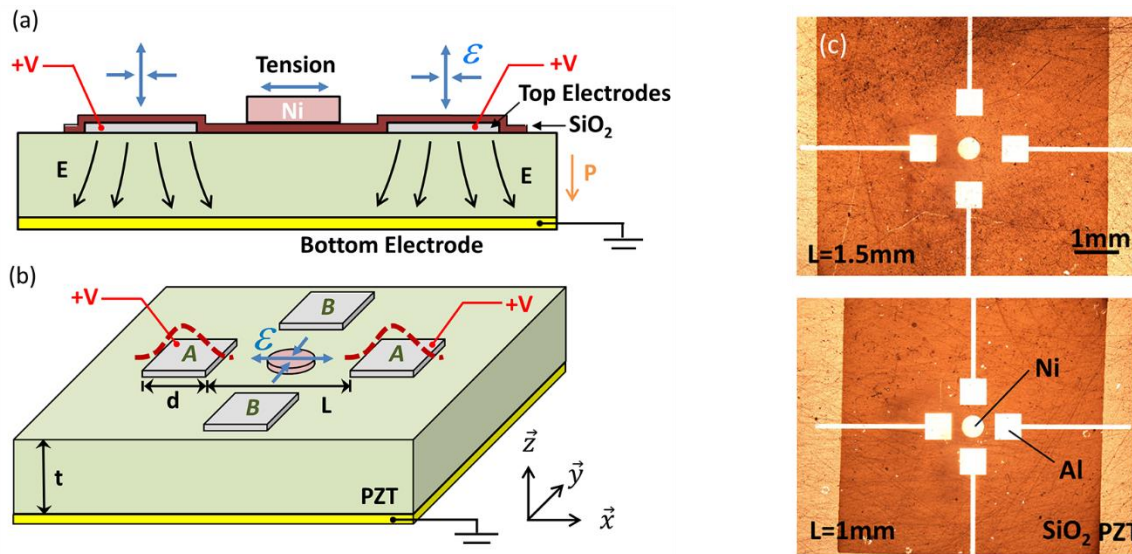 (a)
+V
ε
Tension
+V
Ni
Top Electrodes
SiO₂
E
E
P
Bottom Electrode
(b)
+V
B
+V
A
ε
A
d
L
B
t
PZT
z⃗
y⃗
x⃗
(c)
L=1.5mm
1mm
Ni
Al
L=1mm
SiO₂ PZT